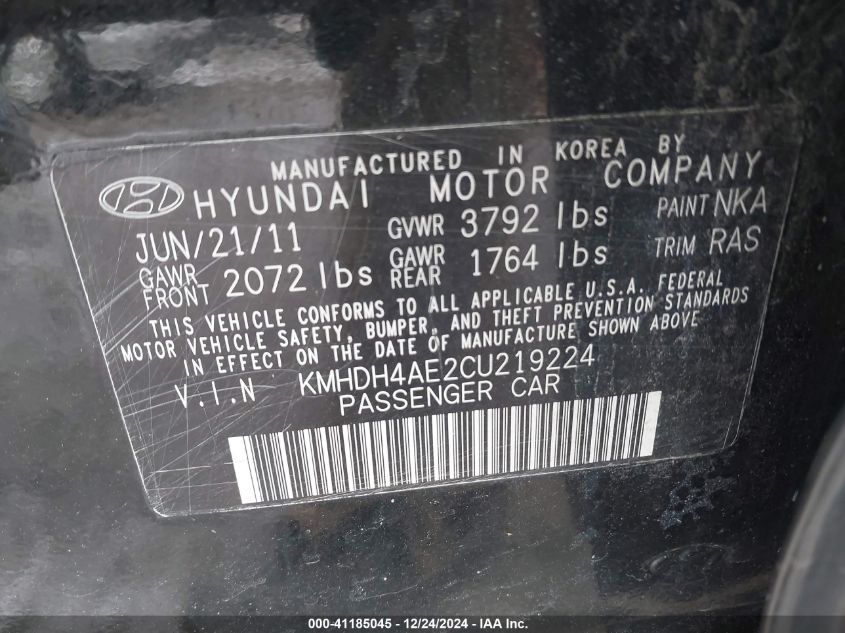 MANUFACTURED IN KOREA BY
HYUNDAI MOTOR COMPANY
JUN/21/11 GVWR 3792 lbs PAINT NKA
GAWR FRONT 2072 lbs GAWR REAR 1764 lbs TRIM RAS
THIS VEHICLE CONFORMS TO ALL APPLICABLE U.S.A. FEDERAL
MOTOR VEHICLE SAFETY, BUMPER, AND THEFT PREVENTION STANDARDS
IN EFFECT ON THE DATE OF MANUFACTURE SHOWN ABOVE
V.I.N KMHDH4AE2CU219224
PASSENGER CAR
000-41185045 - 12/24/2024 - IAA Inc.